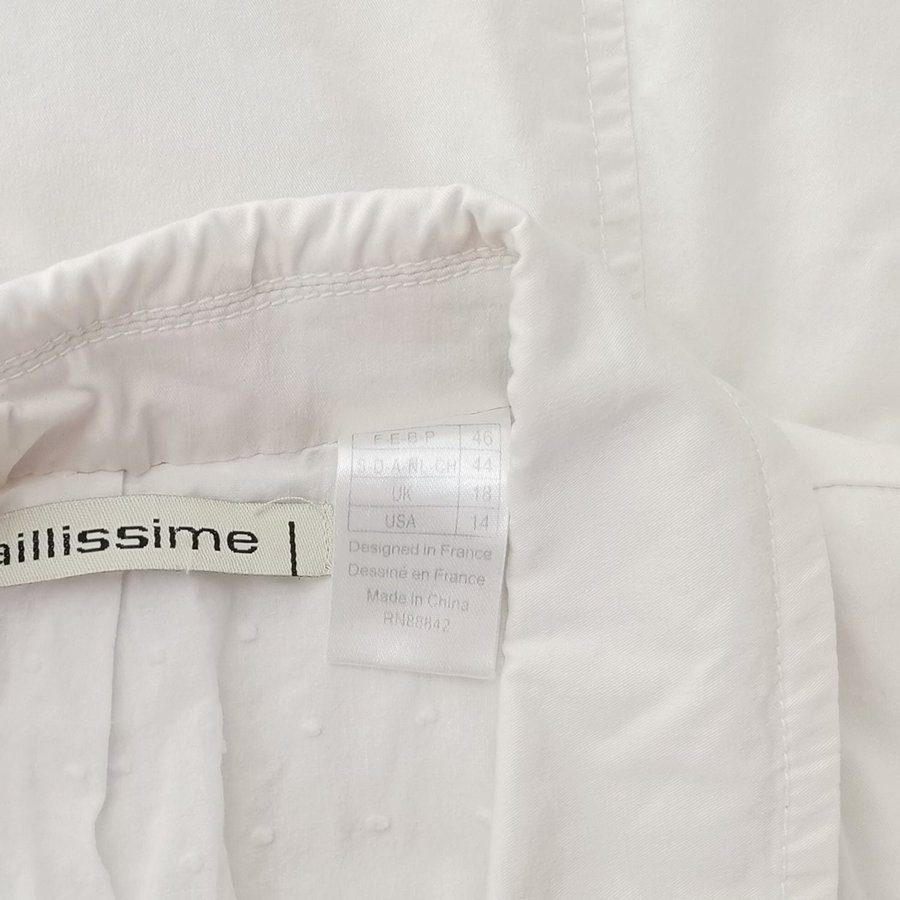 aillissime
F-E-B-P 46
S-D-A-NL-CH 44
UK 18
USA 14
Designed in France
Dessiné en France
Made in China
RN88842